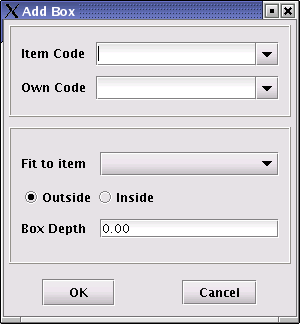 Add Box
Item Code
Own Code
Fit to item
Outside Inside
Box Depth 0.00
OK Cancel